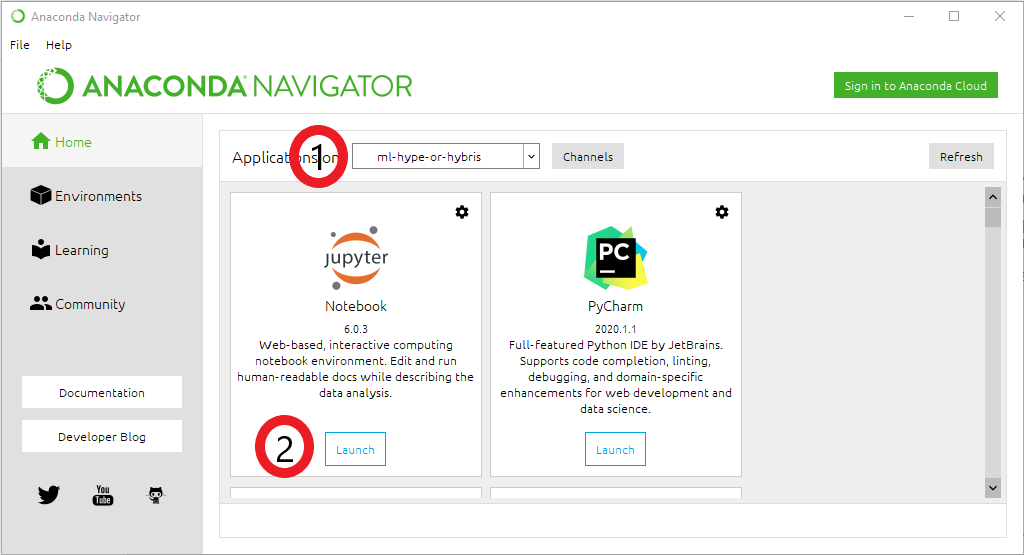 Anaconda Navigator
File Help
ANACONDA NAVIGATOR
Sign in to Anaconda Cloud
Home
Environments
Learning
Community
Documentation
Developer Blog
You
Tube
Applications on
1
ml-hype-or-hybris
Channels
Refresh
jupyter
Notebook
6.0.3
Web-based, interactive computing
notebook environment. Edit and run
human-readable docs while describing the
data analysis.
2
Launch
PC
PyCharm
2020.1.1
Full-featured Python IDE by JetBrains.
Supports code completion, linting,
debugging, and domain-specific
enhancements for web development and
data science.
Launch